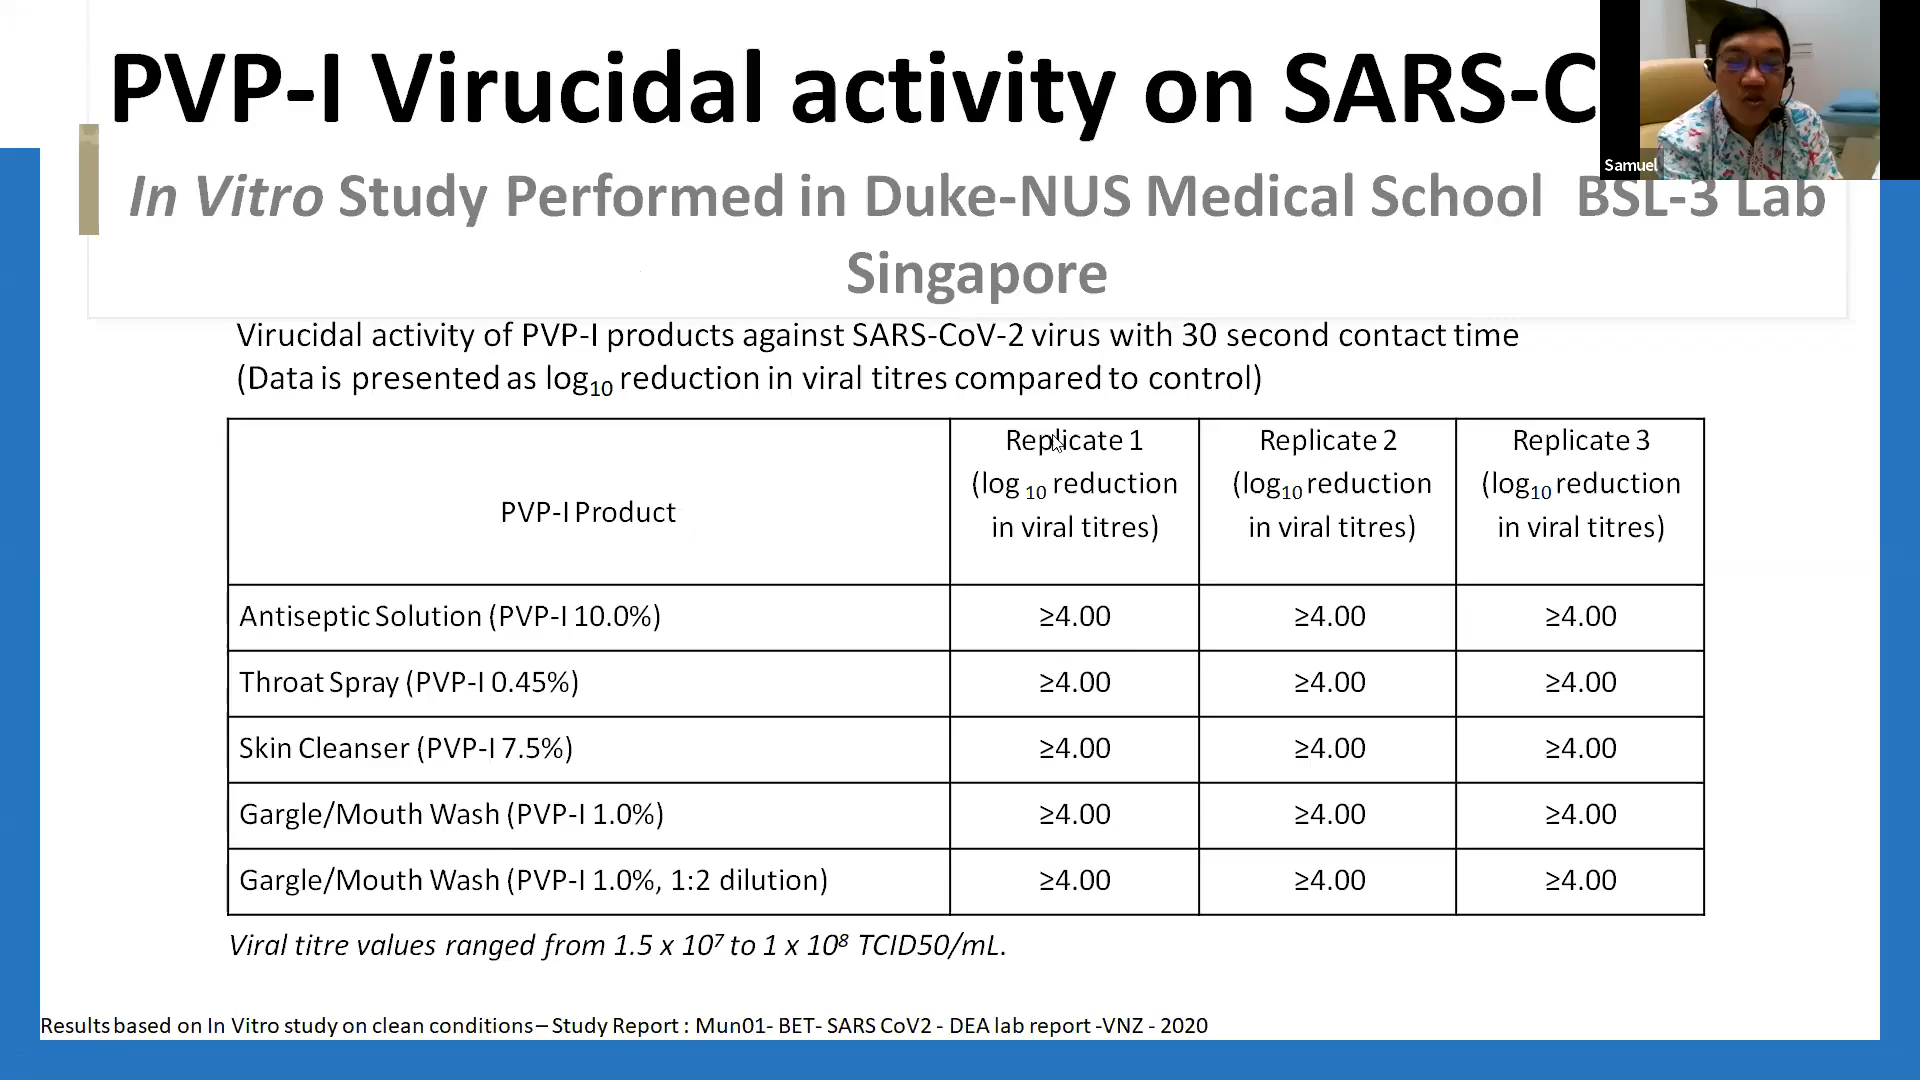 PVP-I Virucidal activity on SARS-C
Samuel
In Vitro Study Performed in Duke-NUS Medical School BSL-3 Lab
Singapore
Virucidal activity of PVP-I products against SARS-CoV-2 virus with 30 second contact time
(Data is presented as log10 reduction in viral titres compared to control)
PVP-I Product
Replicate 1
(log 10 reduction
in viral titres)
Replicate 2
(log10 reduction
in viral titres)
Replicate 3
(log10 reduction
in viral titres)
Antiseptic Solution (PVP-I 10.0%) ≥4.00 ≥4.00 ≥4.00
Throat Spray (PVP-I 0.45%) ≥4.00 ≥4.00 ≥4.00
Skin Cleanser (PVP-I 7.5%) ≥4.00 ≥4.00 ≥4.00
Gargle/Mouth Wash (PVP-I 1.0%) ≥4.00 ≥4.00 ≥4.00
Gargle/Mouth Wash (PVP-I 1.0%, 1:2 dilution) ≥4.00 ≥4.00 ≥4.00
Viral titre values ranged from 1.5 x 10⁷ to 1 x 10⁸ TCID50/mL.
Results based on In Vitro study on clean conditions – Study Report : Mun01- BET- SARS CoV2 - DEA lab report -VNZ - 2020